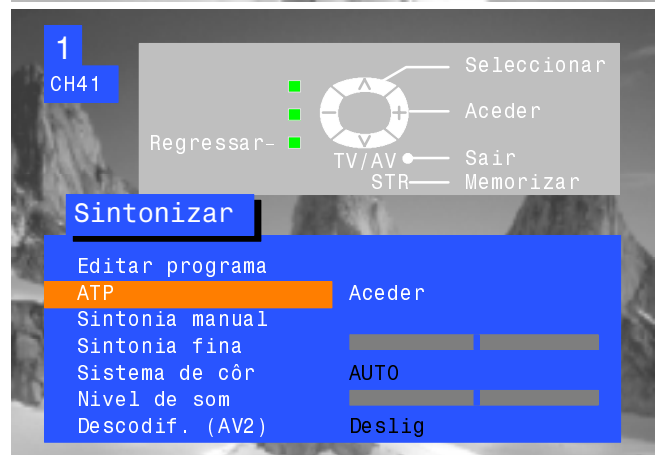 1
CH41
Seleccionar
Aceder
Regressar-
TV/AV
Sair
STR
Memorizar
Sintonizar
Editar programa
ATP Aceder
Sintonia manual
Sintonia fina
Sistema de côr AUTO
Nivel de som
Descodif. (AV2) Deslig